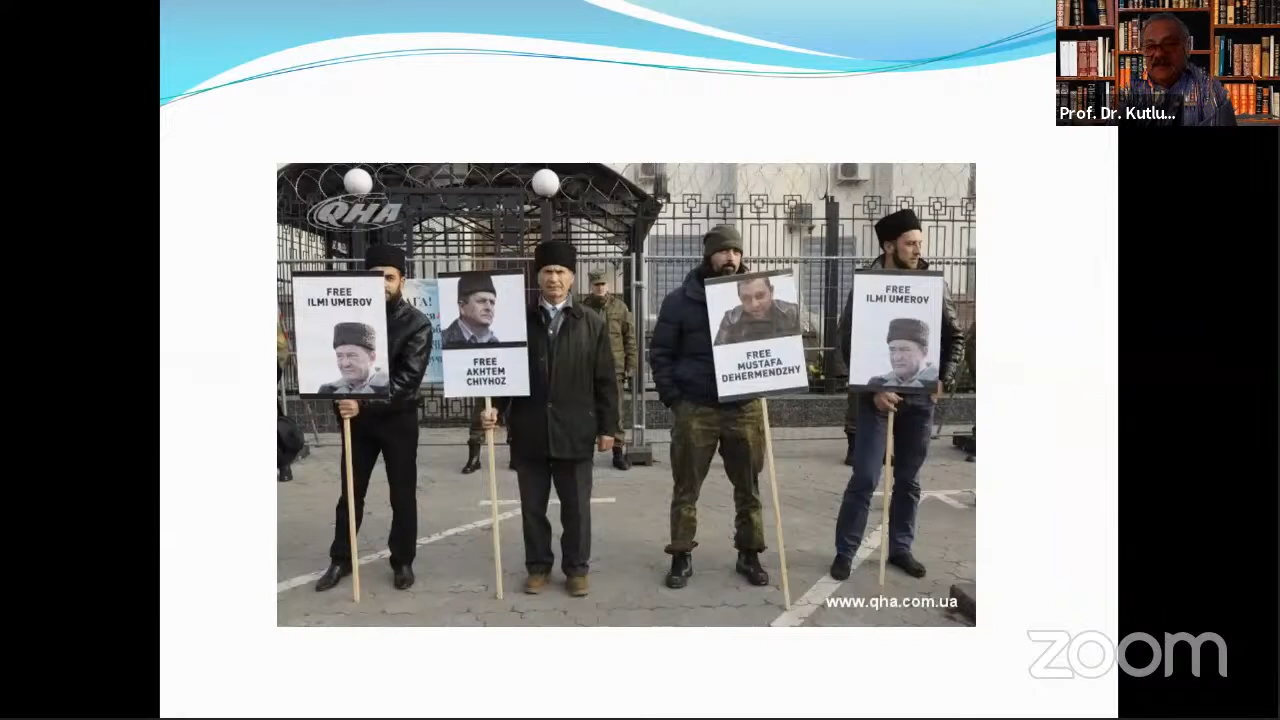 Prof. Dr. Kutlu...
QHA
FREE
ILMI UMEROV
АГА!
FREE
AKHTEM
CHIYHOZ
FREE
MUSTAFA
DEHERMENDZHY
FREE
ILMI UMEROV
www.qha.com.ua
zoom